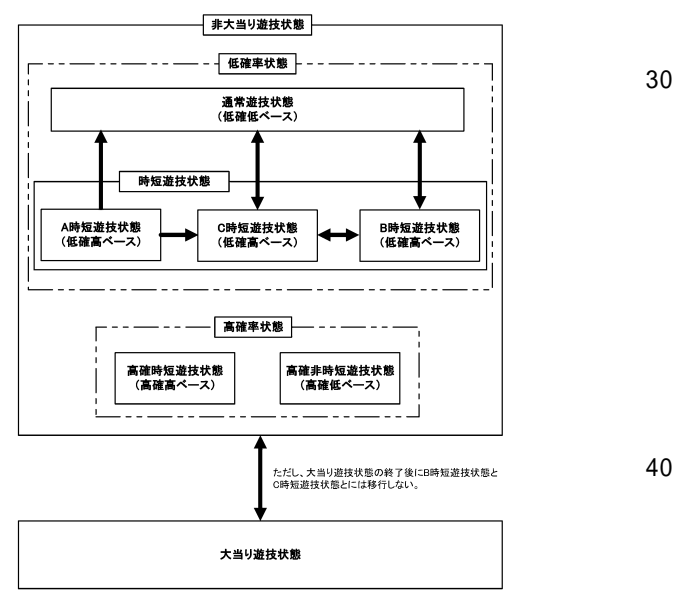 非大当り遊技状態
低確率状態
30
通常遊技状態
(低確低ベース)
時短遊技状態
A時短遊技状態
(低確高ベース)
C時短遊技状態
(低確高ベース)
B時短遊技状態
(低確高ベース)
高確率状態
高確時短遊技状態
(高確高ベース)
高確非時短遊技状態
(高確低ベース)
ただし、大当り遊技状態の終了後にB時短遊技状態と
C時短遊技状態とには移行しない。
40
大当り遊技状態